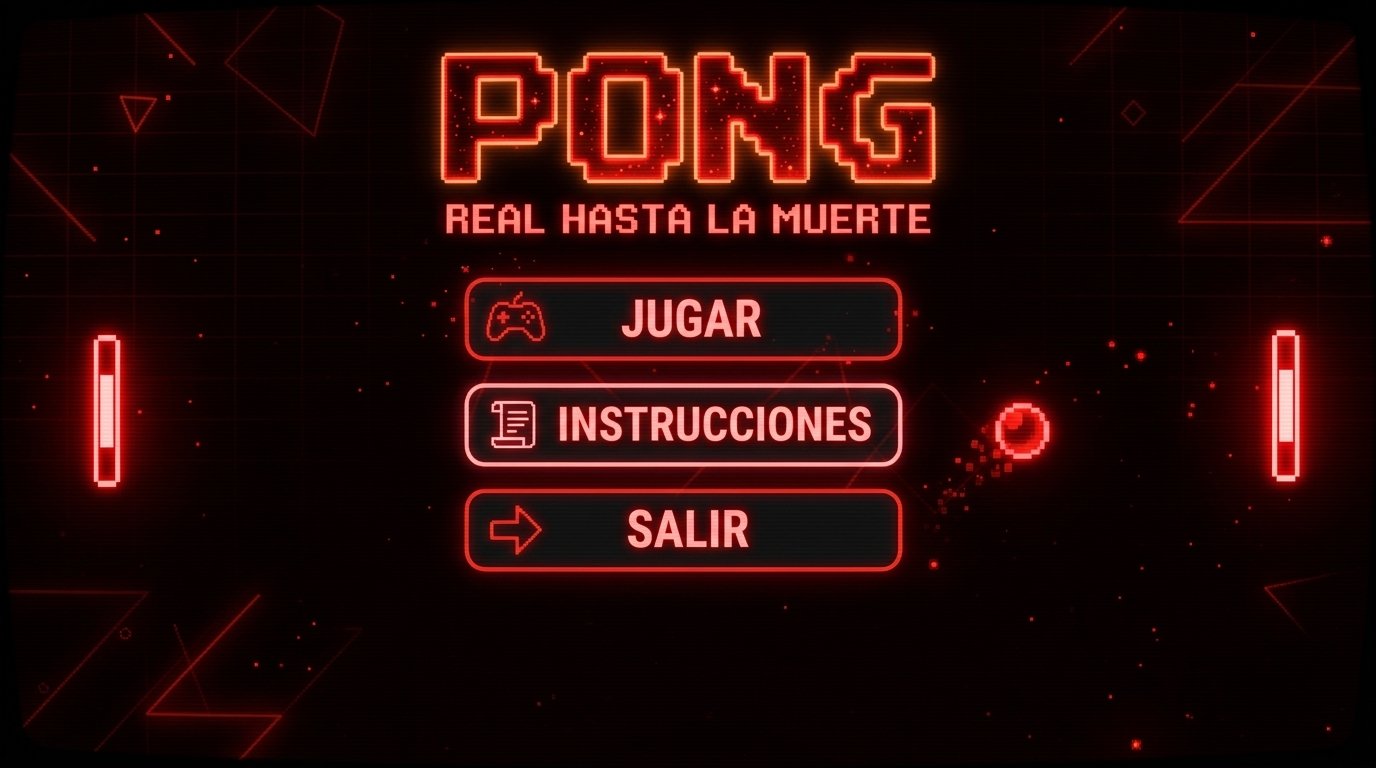 PONG
REAL HASTA LA MUERTE
JUGAR
INSTRUCCIONES
SALIR